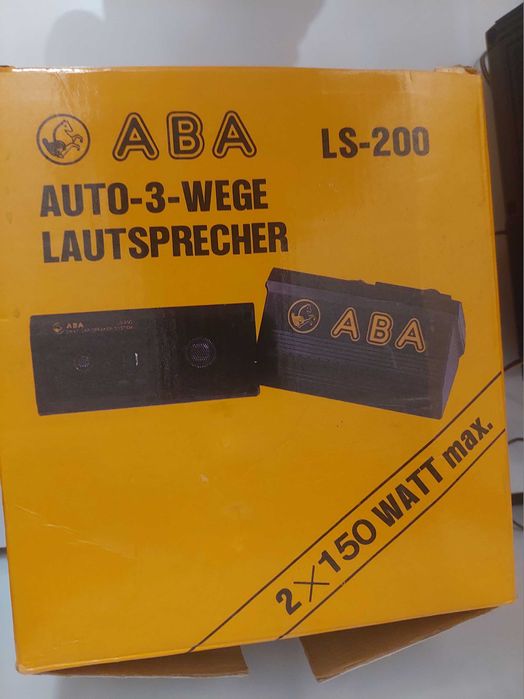 ABA LS-200
AUTO-3-WEGE
LAUTSPRECHER
ABA
ABA
2 X 150 WATT max.